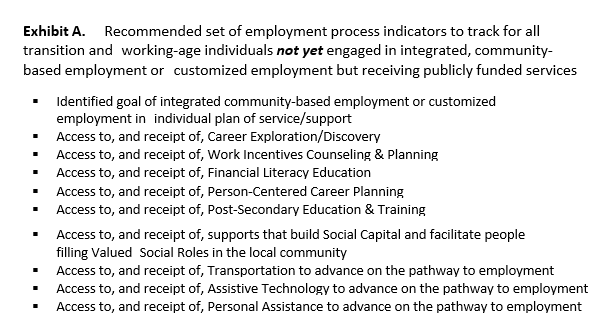 Exhibit A. Recommended set of employment process indicators to track for all
transition and working-age individuals not yet engaged in integrated, community-
based employment or customized employment but receiving publicly funded services
▪ Identified goal of integrated community-based employment or customized
employment in individual plan of service/support
▪ Access to, and receipt of, Career Exploration/Discovery
▪ Access to, and receipt of, Work Incentives Counseling & Planning
▪ Access to, and receipt of, Financial Literacy Education
▪ Access to, and receipt of, Person-Centered Career Planning
▪ Access to, and receipt of, Post-Secondary Education & Training
▪ Access to, and receipt of, supports that build Social Capital and facilitate people
filling Valued Social Roles in the local community
▪ Access to, and receipt of, Transportation to advance on the pathway to employment
▪ Access to, and receipt of, Assistive Technology to advance on the pathway to employment
▪ Access to, and receipt of, Personal Assistance to advance on the pathway to employment